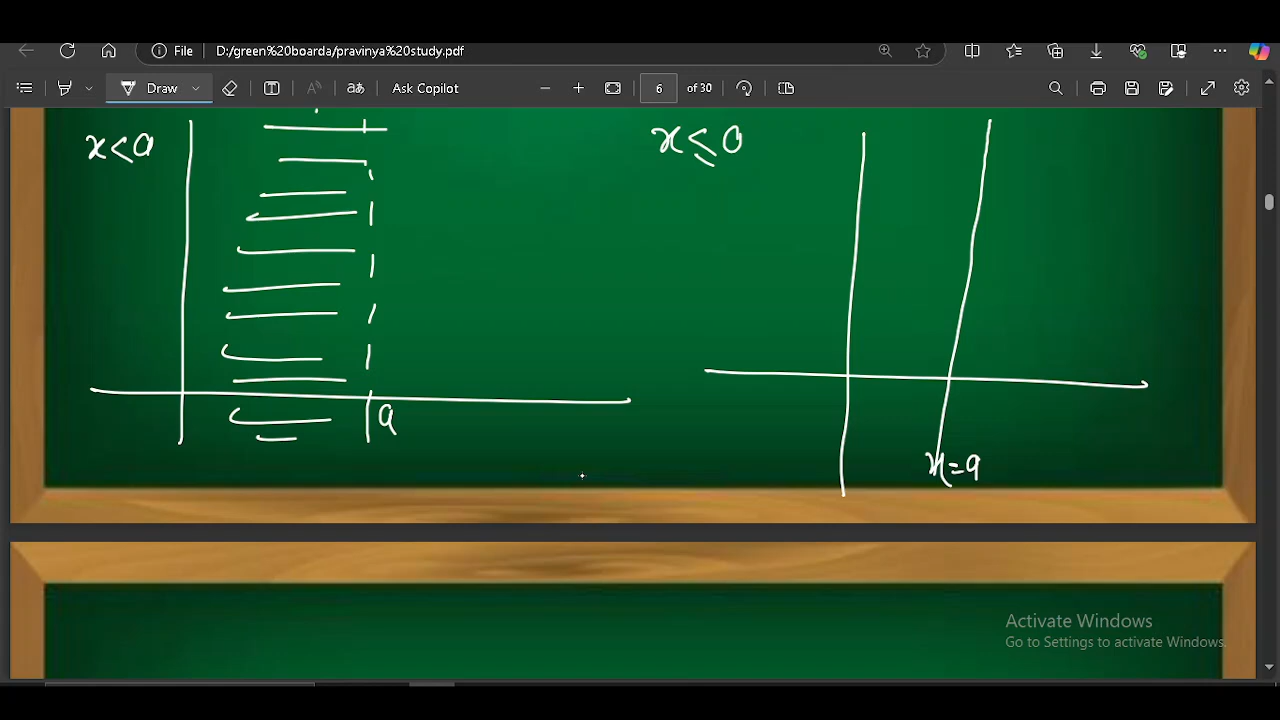 File D:/green%20boarda/pravinya%20study.pdf
Draw Ask Copilot 6 of 30
x<a
x≤a
a
x=a
Activate Windows
Go to Settings to activate Windows.